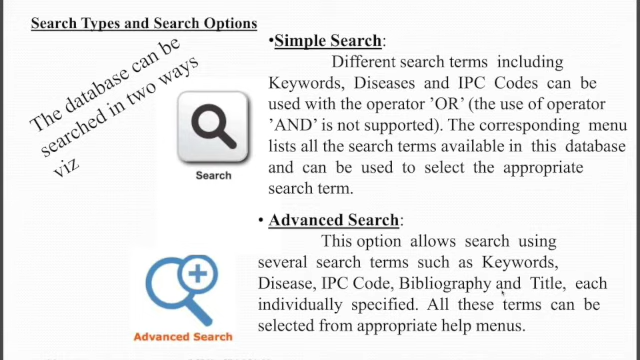 Search Types and Search Options
The database can be
searched in two ways
viz
Search
•Simple Search:
Different search terms including
Keywords, Diseases and IPC Codes can be
used with the operator 'OR' (the use of operator
'AND' is not supported). The corresponding menu
lists all the search terms available in this database
and can be used to select the appropriate
search term.
• Advanced Search:
This option allows search using
several search terms such as Keywords,
Disease, IPC Code, Bibliography and Title, each
individually specified. All these terms can be
selected from appropriate help menus.
Advanced Search